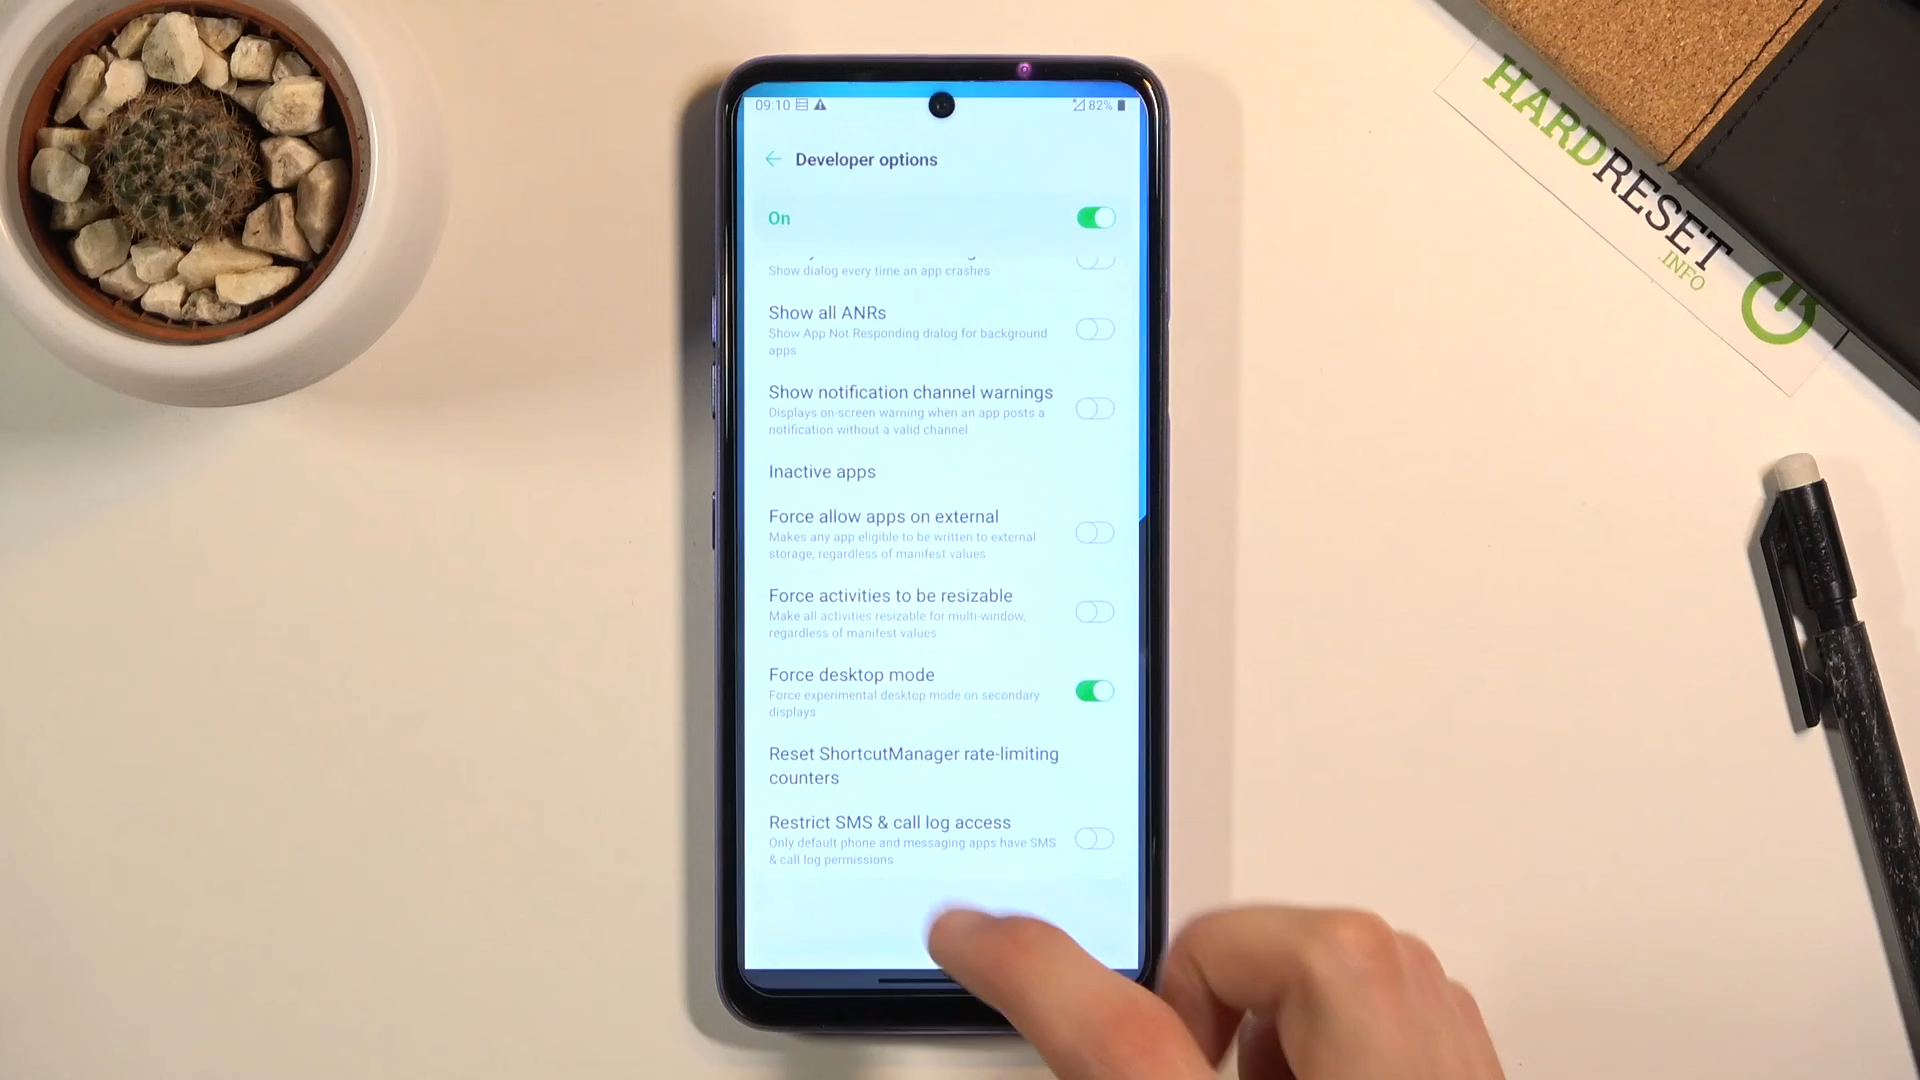 09:10
82%
Developer options
On
Show dialog every time an app crashes
Show all ANRs
Show App Not Responding dialog for background
apps
Show notification channel warnings
Displays on-screen warning when an app posts a
notification without a valid channel
Inactive apps
Force allow apps on external
Makes any app eligible to be written to external
storage, regardless of manifest values
Force activities to be resizable
Make all activities resizable for multi-window,
regardless of manifest values
Force desktop mode
Force experimental desktop mode on secondary
displays
Reset ShortcutManager rate-limiting
counters
Restrict SMS & call log access
Only default phone and messaging apps have SMS
& call log permissions
HARDRESET
.INFO